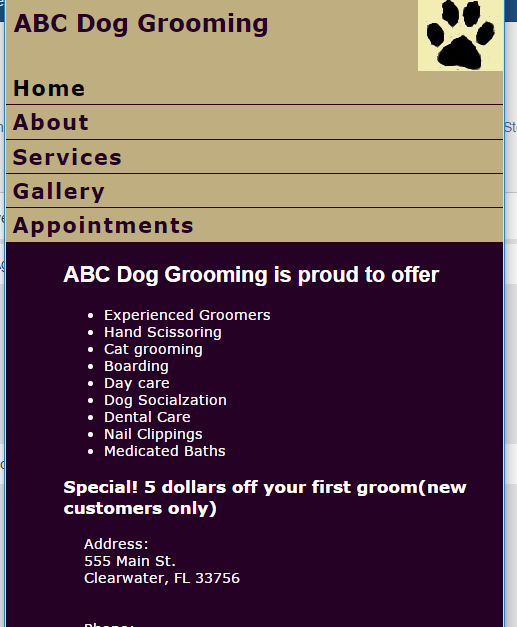 ABC Dog Grooming
Home
About
Services
Gallery
Appointments
ABC Dog Grooming is proud to offer
Experienced Groomers
Hand Scissoring
Cat grooming
Boarding
Day care
Dog Socialzation
Dental Care
Nail Clippings
Medicated Baths
Special! 5 dollars off your first groom(new
customers only)
Address:
555 Main St.
Clearwater, FL 33756